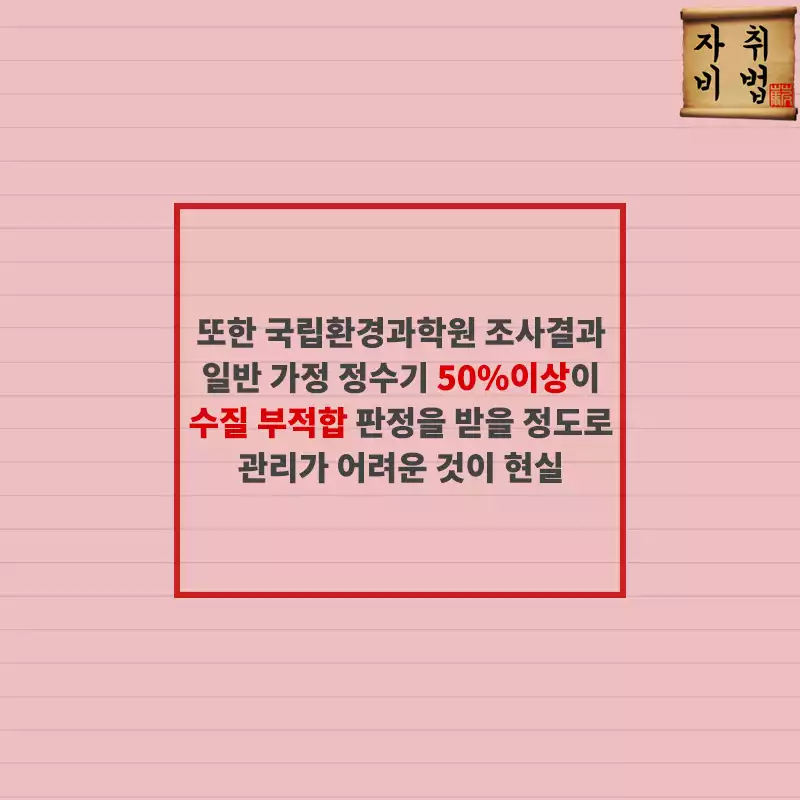 자취
비법
또한 국립환경과학원 조사결과
일반 가정 정수기 50%이상이
수질 부적합 판정을 받을 정도로
관리가 어려운 것이 현실